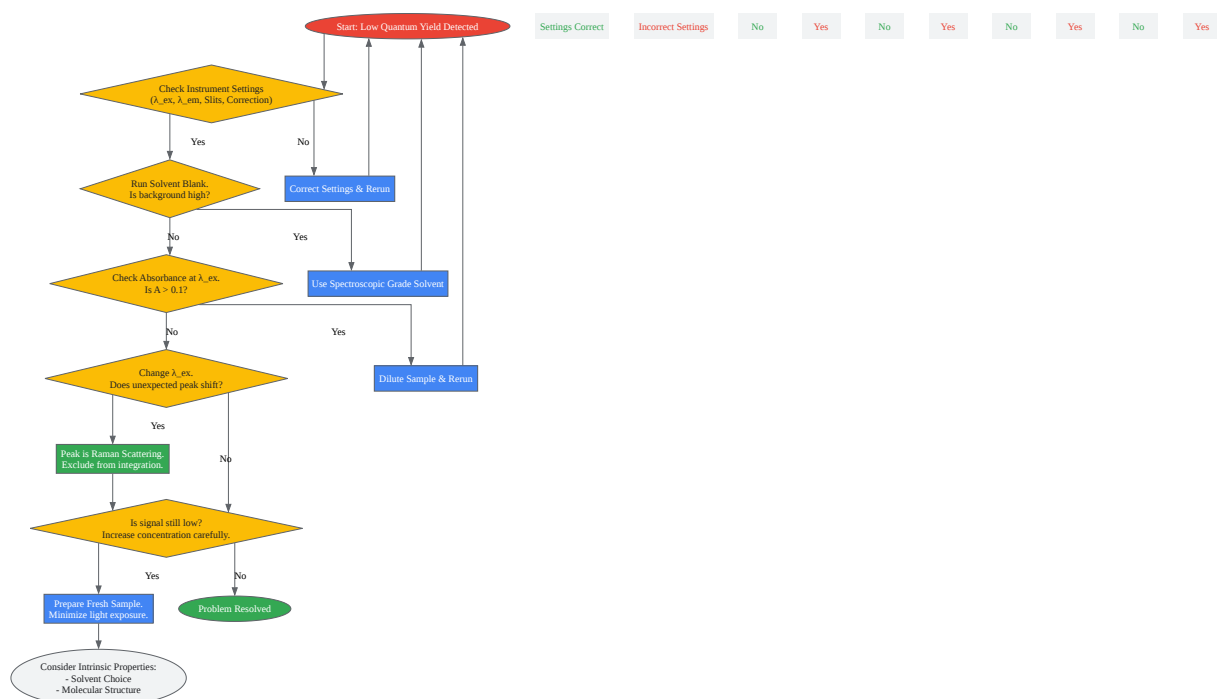 Start: Low Quantum Yield Detected
Settings Correct
Incorrect Settings
No
Yes
No
Yes
No
Yes
No
Yes
Check Instrument Settings
(λ_ex, λ_em, Slits, Correction)
Yes
No
Run Solvent Blank.
Is background high?
Correct Settings & Rerun
No
Yes
Check Absorbance at λ_ex.
Is A > 0.1?
Use Spectroscopic Grade Solvent
No
Yes
Change λ_ex.
Does unexpected peak shift?
Dilute Sample & Rerun
Yes
Peak is Raman Scattering.
Exclude from integration.
No
Is signal still low?
Increase concentration carefully.
Yes
No
Prepare Fresh Sample.
Minimize light exposure.
Problem Resolved
Consider Intrinsic Properties:
- Solvent Choice
- Molecular Structure